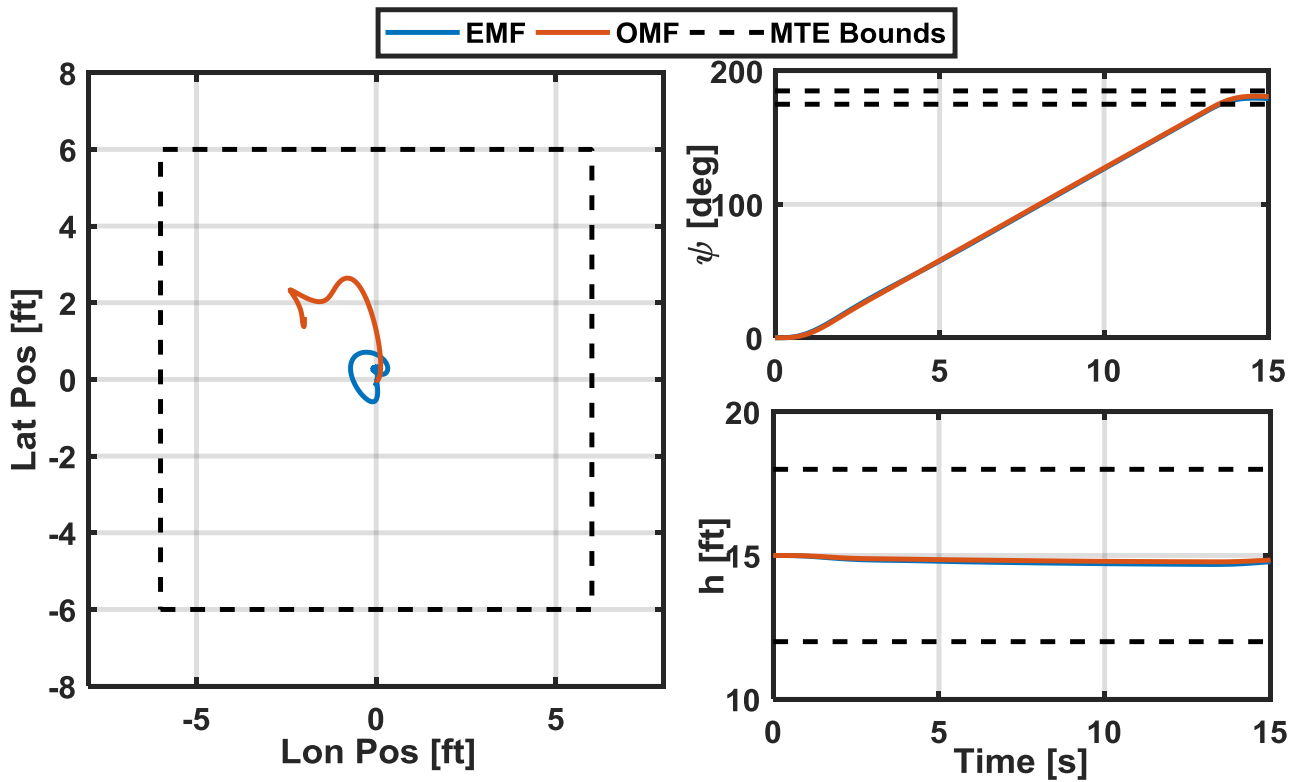 EMF OMF MTE Bounds
8
6
4
2
0
-2
-4
-6
-8
Lat Pos [ft]
-5 0 5
Lon Pos [ft]
200
100
0
ψ [deg]
0 5 10 15
20
15
10
h [ft]
0 5 10 15
Time [s]